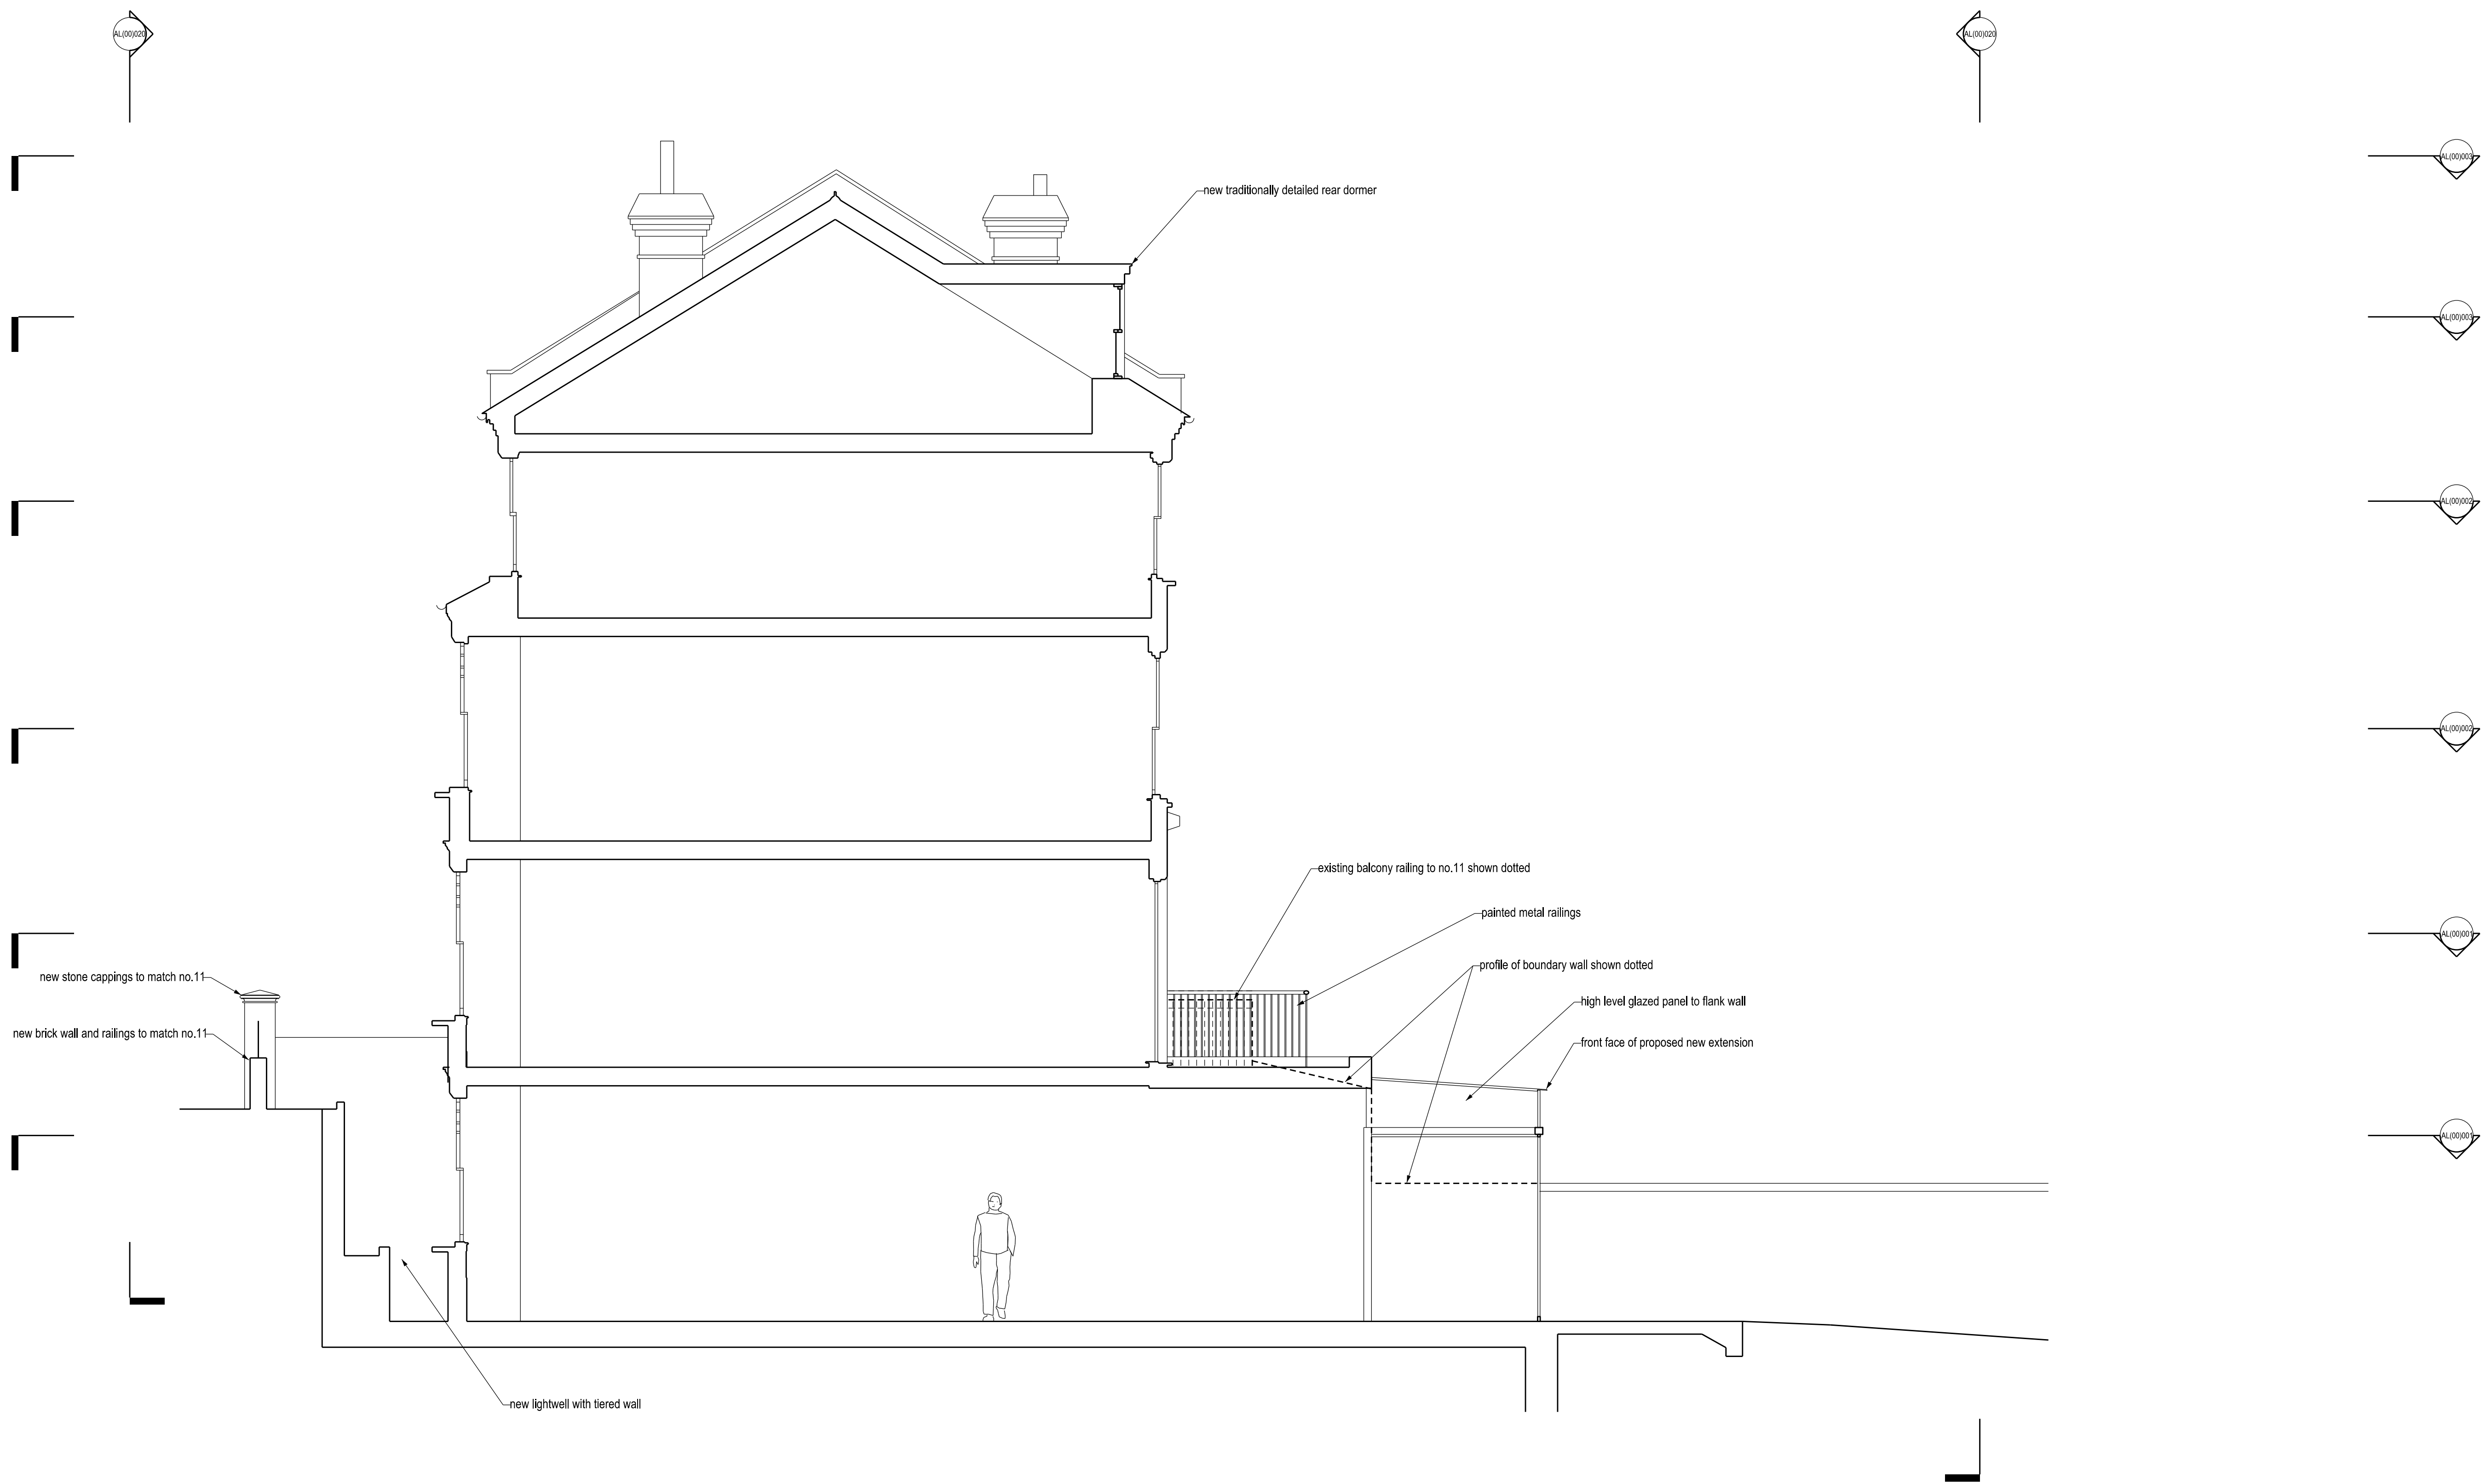 AL(00)020
AL(00)020
AL(00)003
new traditionally detailed rear dormer
AL(00)003
AL(00)002
AL(00)002
existing balcony railing to no.11 shown dotted
painted metal railings
AL(00)001
profile of boundary wall shown dotted
new stone cappings to match no.11
high level glazed panel to flank wall
new brick wall and railings to match no.11
front face of proposed new extension
AL(00)001
new lightwell with tiered wall